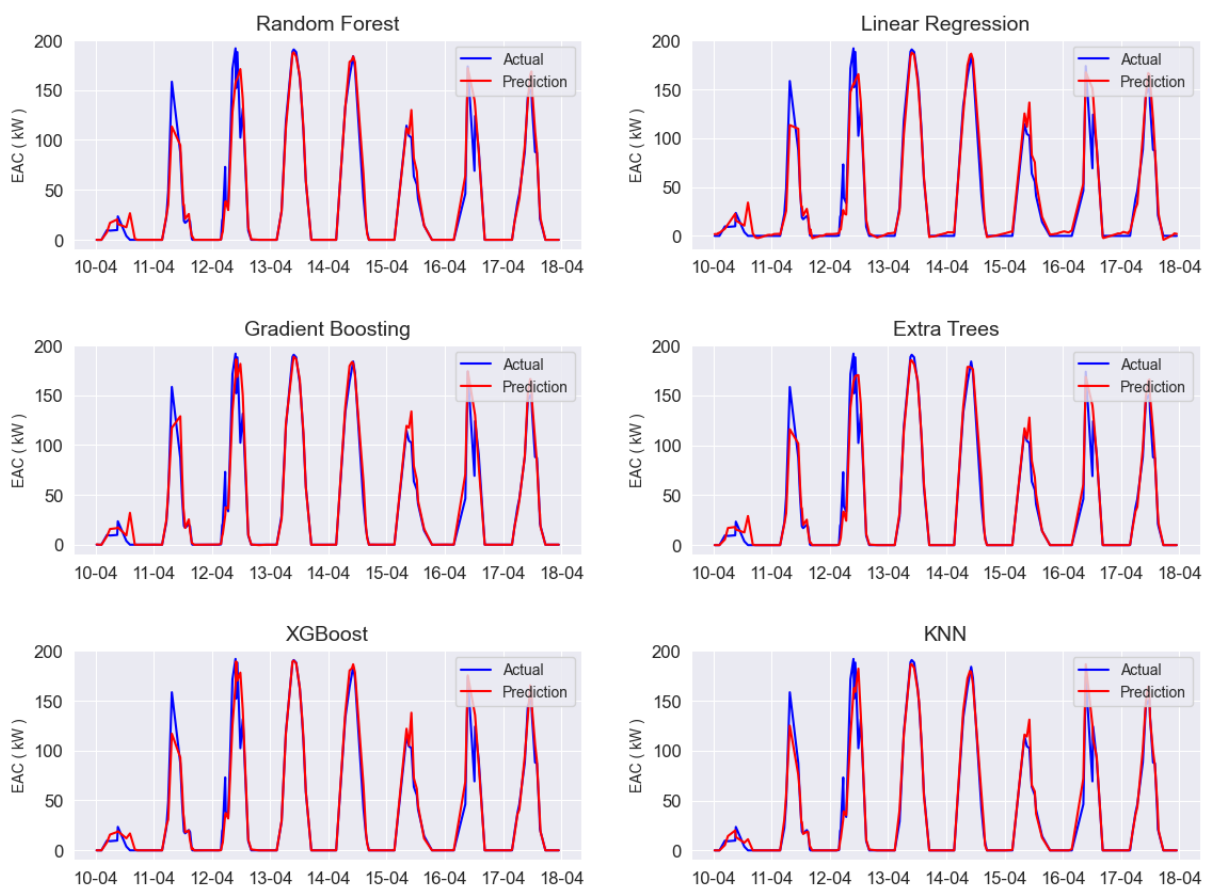 Random Forest
200
150
100
50
0
EAC ( kW )
Actual
Prediction
10-04 11-04 12-04 13-04 14-04 15-04 16-04 17-04 18-04
Linear Regression
200
150
100
50
0
EAC ( kW )
Actual
Prediction
10-04 11-04 12-04 13-04 14-04 15-04 16-04 17-04 18-04
Gradient Boosting
200
150
100
50
0
EAC ( kW )
Actual
Prediction
10-04 11-04 12-04 13-04 14-04 15-04 16-04 17-04 18-04
Extra Trees
200
150
100
50
0
EAC ( kW )
Actual
Prediction
10-04 11-04 12-04 13-04 14-04 15-04 16-04 17-04 18-04
XGBoost
200
150
100
50
0
EAC ( kW )
Actual
Prediction
10-04 11-04 12-04 13-04 14-04 15-04 16-04 17-04 18-04
KNN
200
150
100
50
0
EAC ( kW )
Actual
Prediction
10-04 11-04 12-04 13-04 14-04 15-04 16-04 17-04 18-04